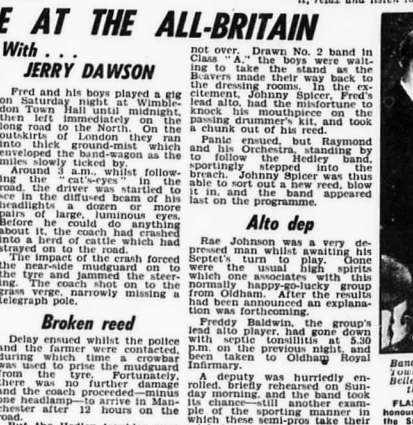 E AT THE ALL-BRITAIN
With . . .
JERRY DAWSON
Fred and his boys played a gig
on Saturday night at Wimble-
don Town Hall until midnight,
then left immediately on the
long road to the North. On the
outskirts of London they ran
into thick ground-mist which
enveloped the band-wagon as the
miles slowly ticked by.
Around 3 a.m., whilst follow-
ing the "cat's-eyes" in the
road, the driver was startled to
see in the diffused beam of his
headlights a dozen or more
pairs of large, luminous eyes.
Before he could do anything
about it, the coach had crashed
into a herd of cattle which had
strayed on to the road.
The impact of the crash forced
the near-side mudguard on to
the tyre and jammed the steer-
ing. The coach shot on to the
grass verge, narrowly missing a
telegraph pole.
Broken reed
Delay ensued whilst the police
and the farmer were contacted,
during which time a crowbar
was used to prise the mudguard
from the tyre. Fortunately,
there was no further damage
and the coach proceeded—minus
one headlamp—to arrive in Man-
chester after 12 hours on the
road.
But the Hedley
not over. Drawn No. 2 band in
Class "A," the boys were wait-
ing to take the stand as the
Beavers made their way back to
the dressing rooms. In the ex-
citement, Johnny Spicer, Fred's
lead alto, had the misfortune to
knock his mouthpiece on the
passing drummer's kit, and took
a chunk out of his reed.
Panic ensued, but Raymond
and his Orchestra, standing by
to follow the Hedley band,
sportingly stepped into the
breach. Johnny Spicer was thus
able to sort out a new reed, blow
it in, and the band appeared
last on the programme.
Alto dep
Rae Johnson was a very de-
pressed man whilst awaiting his
Septet's turn to play. Gone
were the usual high spirits
which one associates with this
normally happy-go-lucky group
from Oldham. After the results
had been announced an explana-
tion was forthcoming.
Freddy Baldwin, the group's
lead alto player, had gone down
with septic tonsillitis at 5.30
p.m. on the previous night, and
been taken to Oldham Royal
Infirmary.
A deputy was hurriedly en-
rolled, briefly rehearsed on Sun-
day morning, and the band took
its chance—still another exam-
ple of the sporting manner in
which these semi-pros take their
Band
You
Belle
FLA
honou